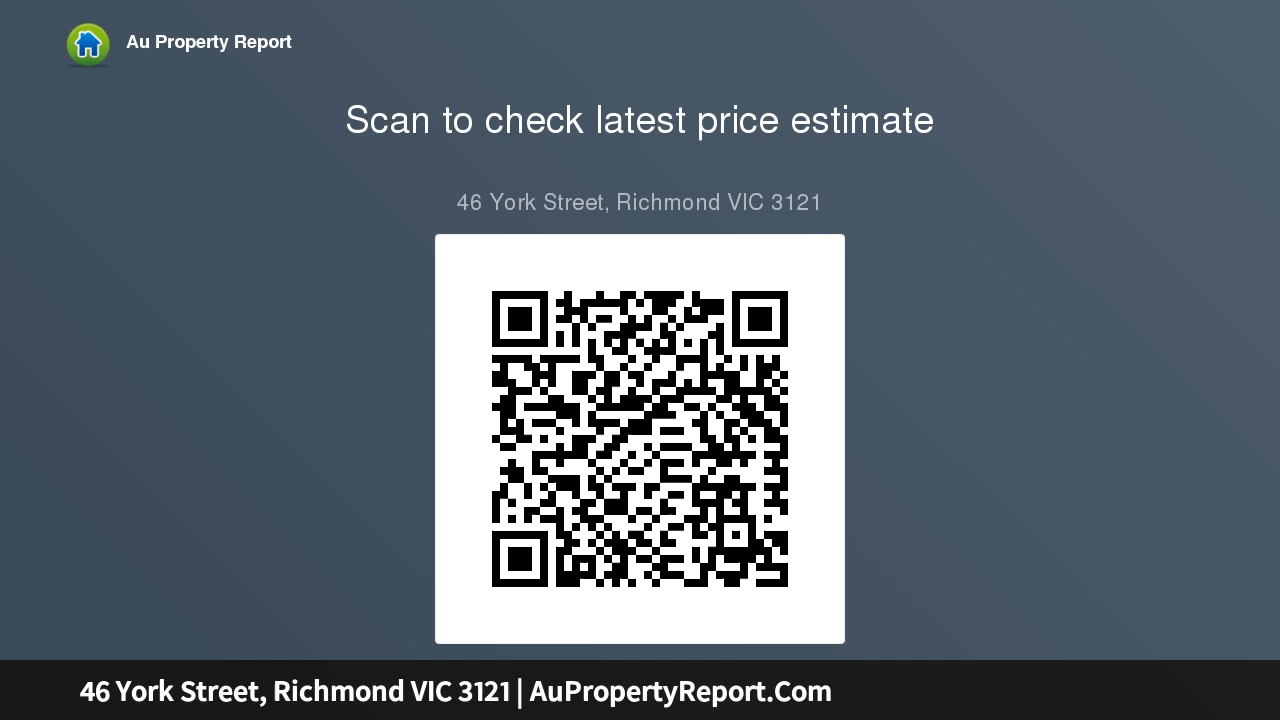 Au Property Report
Scan to check latest price estimate
46 York Street, Richmond VIC 3121
46 York Street, Richmond VIC 3121 | AuPropertyReport.Com